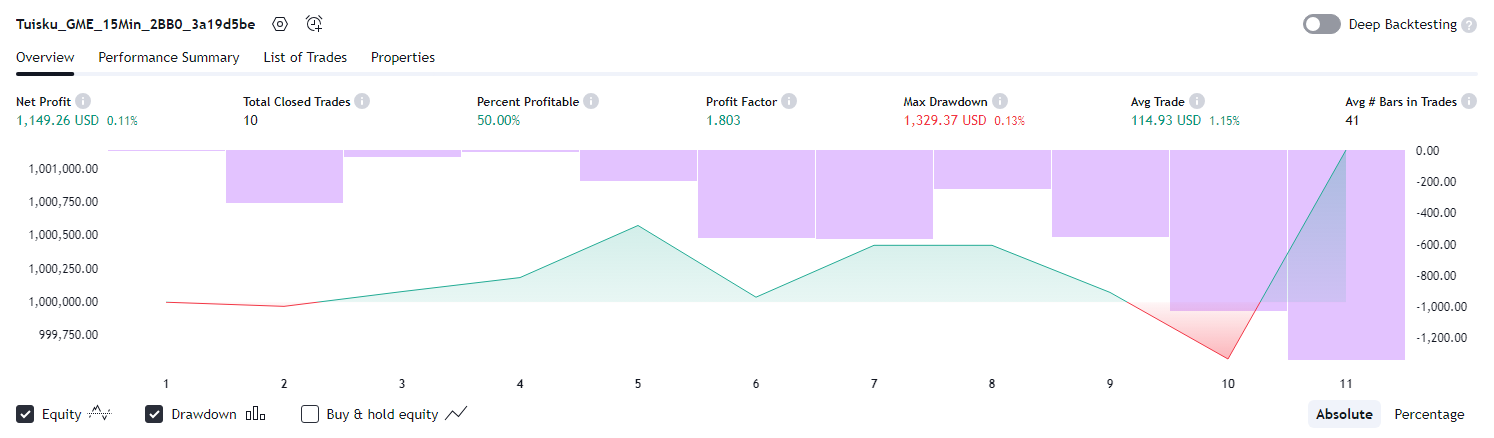 Tuisku_GME_15Min_2BB0_3a19d5be
Deep Backtesting ?
Overview Performance Summary List of Trades Properties
Net Profit i Total Closed Trades i Percent Profitable i Profit Factor i Max Drawdown i Avg Trade i Avg # Bars in Trades i
1,149.26 USD 0.11% 10 50.00% 1.803 1,329.37 USD 0.13% 114.93 USD 1.15% 41
0.00
1,001,000.00
-200.00
1,000,750.00
-400.00
1,000,500.00
-600.00
1,000,250.00
-800.00
1,000,000.00
-1,000.00
999,750.00
-1,200.00
1 2 3 4 5 6 7 8 9 10 11
Equity Drawdown Buy & hold equity Absolute Percentage